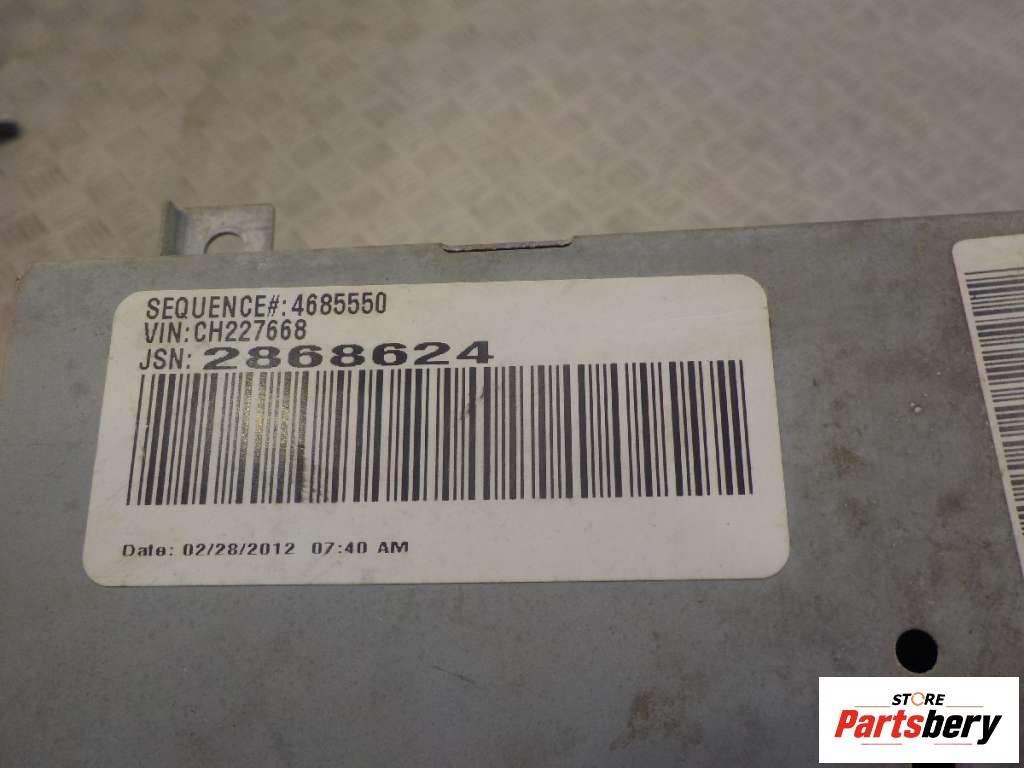 SEQUENCE#: 4685550
VIN: CH227668
JSN: 2868624
Date: 02/28/2012 07:40 AM
STORE
Partsbery